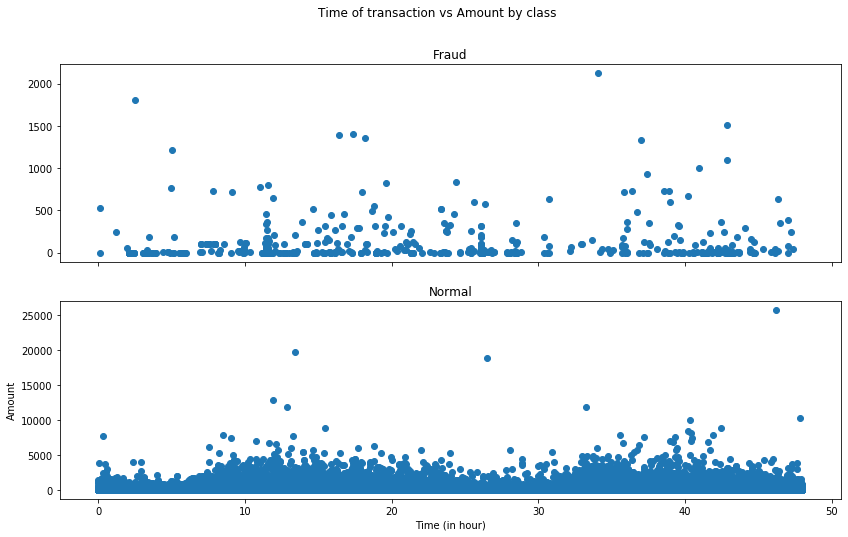 Time of transaction vs Amount by class
Fraud
2000
1500
1000
500
0
Normal
25000
20000
15000
10000
5000
0
Amount
0 10 20 30 40 50
Time (in hour)